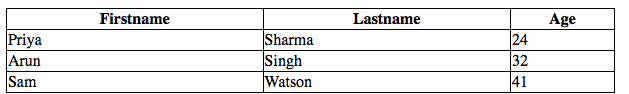 Firstname Lastname Age
Priya Sharma 24
Arun Singh 32
Sam Watson 41